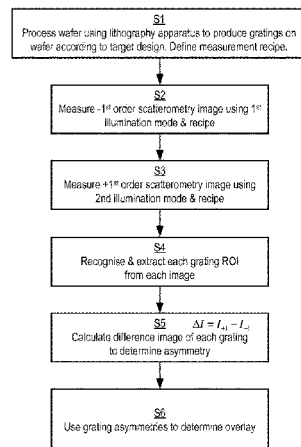 S1
Process wafer using lithography apparatus to produce gratings on
wafer according to target design. Define measurement recipe.
S2
Measure -1st order scatterometry image using 1st
illumination mode & recipe
S3
Measure +1st order scatterometry image using
2nd illumination mode & recipe
S4
Recognise & extract each grating ROI
from each image
S5 ΔI = I+1 − I-1
Calculate difference image of each grating
to determine asymmetry
S6
Use grating asymmetries to determine overlay